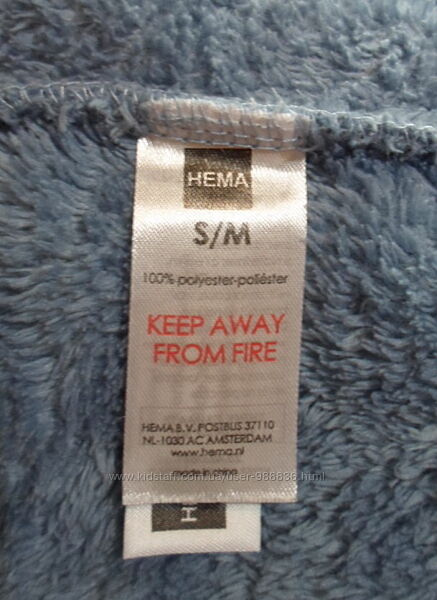 HEMA
S/M
100% polyester-poliéster
KEEP AWAY
FROM FIRE
HEMA B.V. POSTBUS 37110
NL-1030 AC AMSTERDAM
www.hema.nl
made in china
H